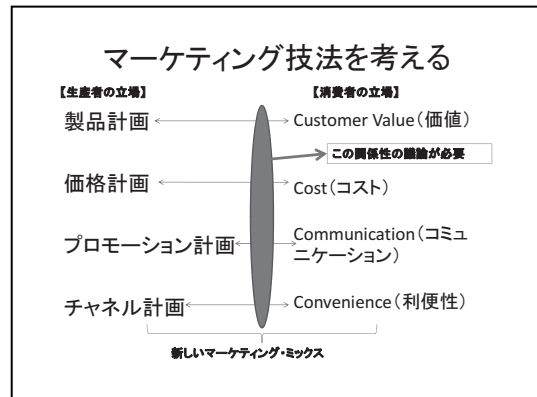 マーケティング技法を考える
【生産者の立場】
【消費者の立場】
製品計画
Customer Value（価値）
この関係性の議論が必要
価格計画
Cost（コスト）
プロモーション計画
Communication（コミュ
ニケーション）
チャネル計画
Convenience（利便性）
新しいマーケティング・ミックス